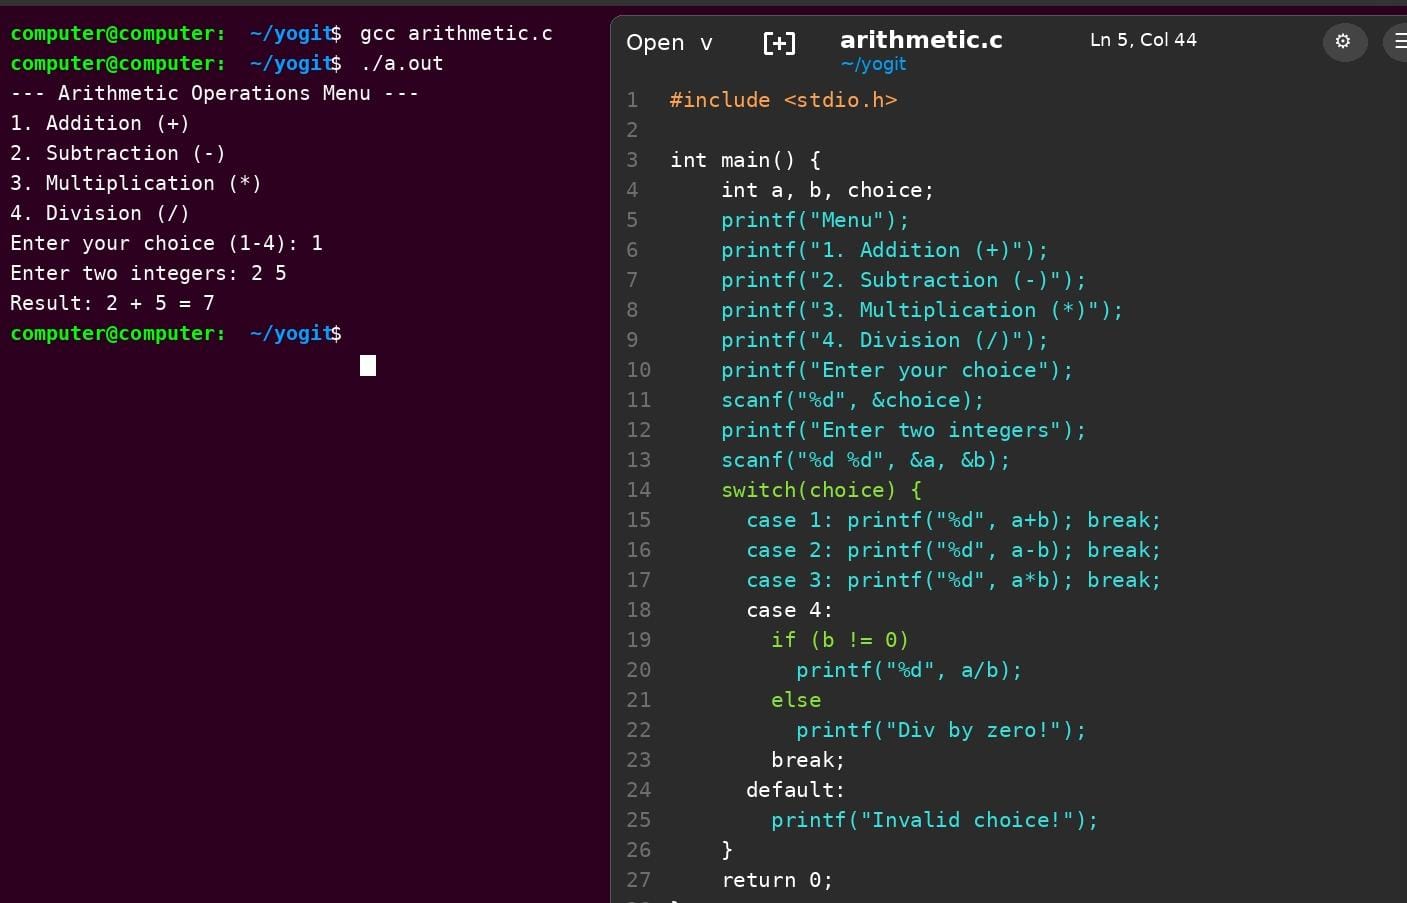 computer@computer: ~/yogit$ gcc arithmetic.c
computer@computer: ~/yogit$ ./a.out
--- Arithmetic Operations Menu ---
1. Addition (+)
2. Subtraction (-)
3. Multiplication (*)
4. Division (/)
Enter your choice (1-4): 1
Enter two integers: 2 5
Result: 2 + 5 = 7
computer@computer: ~/yogit$
Open v [+] arithmetic.c Ln 5, Col 44
~/yogit
1 #include <stdio.h>
2
3 int main() {
4     int a, b, choice;
5     printf("Menu");
6     printf("1. Addition (+)");
7     printf("2. Subtraction (-)");
8     printf("3. Multiplication (*)");
9     printf("4. Division (/)");
10     printf("Enter your choice");
11     scanf("%d", &choice);
12     printf("Enter two integers");
13     scanf("%d %d", &a, &b);
14     switch(choice) {
15       case 1: printf("%d", a+b); break;
16       case 2: printf("%d", a-b); break;
17       case 3: printf("%d", a*b); break;
18       case 4:
19         if (b != 0)
20           printf("%d", a/b);
21         else
22           printf("Div by zero!");
23         break;
24       default:
25         printf("Invalid choice!");
26     }
27     return 0;